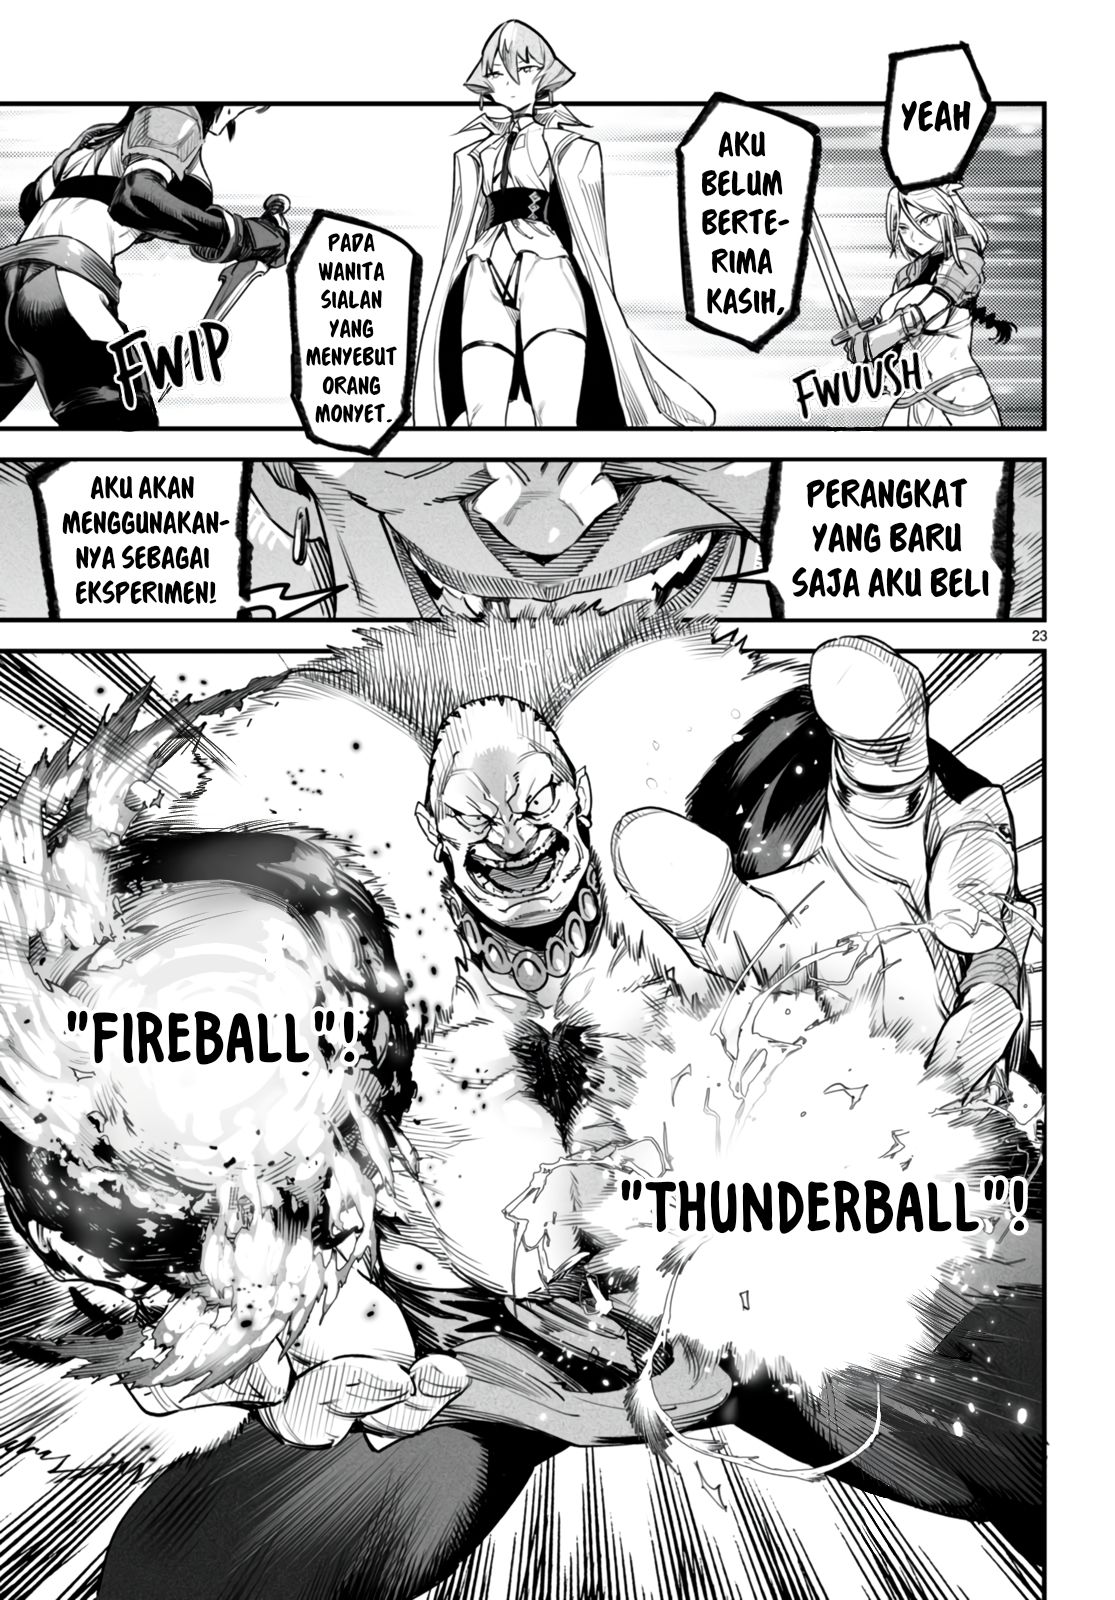 YEAH
AKU
BELUM
BERTE-
RIMA
KASIH,
FWUUSH
PADA
WANITA
SIALAN
YANG
MENYEBUT
ORANG
MONYET.
FWIP
PERANGKAT
YANG BARU
SAJA AKU BELI
AKU AKAN
MENGGUNAKAN-
NYA SEBAGAI
EKSPERIMEN!
23
"FIREBALL"!
"THUNDERBALL"!